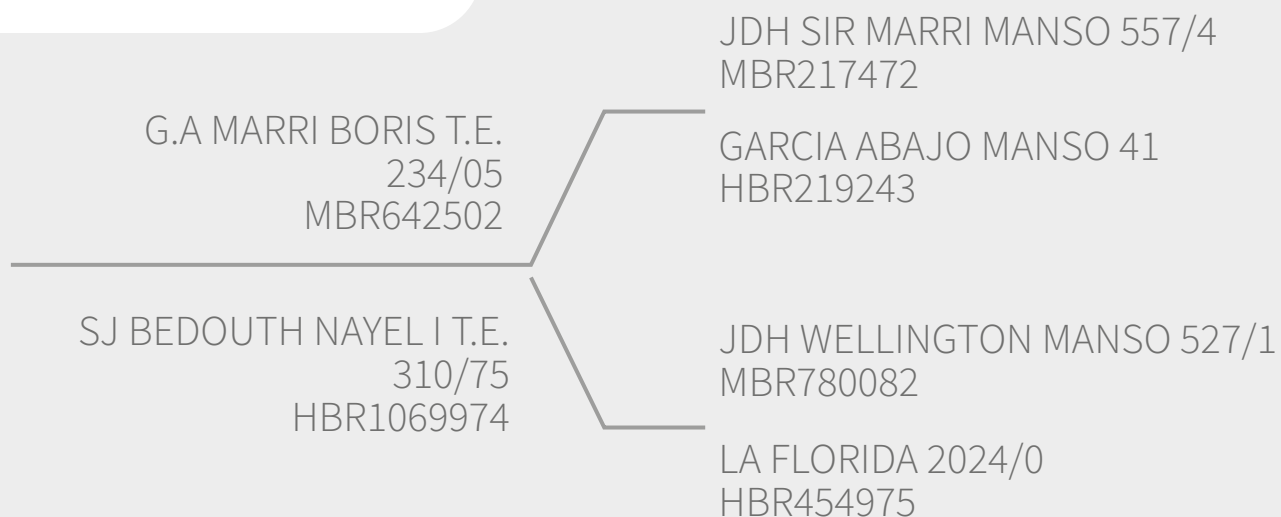 G.A MARRI BORIS T.E.
234/05
MBR642502
SJ BEDOUTH NAYEL I T.E.
310/75
HBR1069974
JDH SIR MARRI MANSO 557/4
MBR217472
GARCIA ABAJO MANSO 41
HBR219243
JDH WELLINGTON MANSO 527/1
MBR780082
LA FLORIDA 2024/0
HBR454975